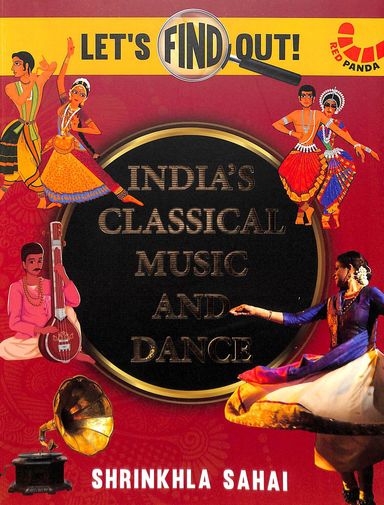 LET'S FIND OUT!
RED PANDA
INDIA'S
CLASSICAL
MUSIC
AND
DANCE
SHRINKHLA SAHAI